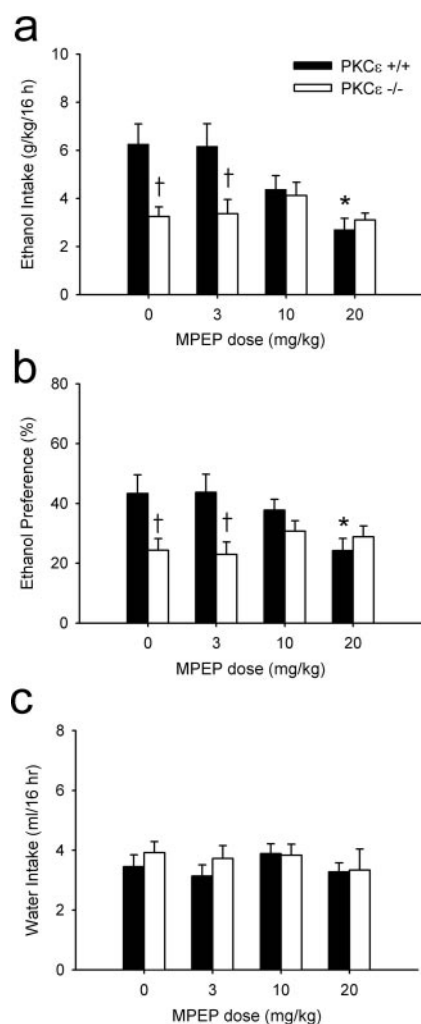 a
Ethanol Intake (g/kg/16 h)
10
8
6
4
2
0
PKCε +/+
PKCε -/-
†
†
*
0 3 10 20
MPEP dose (mg/kg)
b
Ethanol Preference (%)
80
60
40
20
0
†
†
*
0 3 10 20
MPEP dose (mg/kg)
c
Water Intake (ml/16 hr)
8
6
4
2
0
0 3 10 20
MPEP dose (mg/kg)